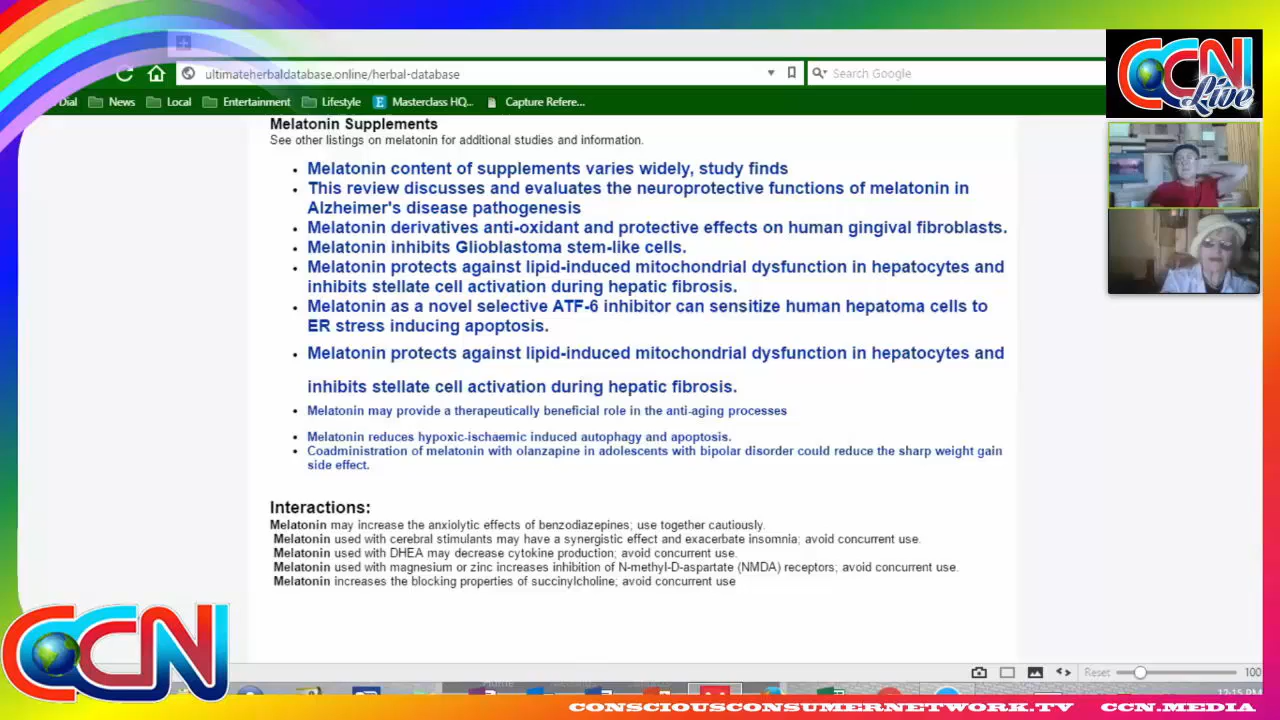 ultimateherbaldatabase.online/herbal-database
Search Google
CCN
Live
Dial News Local Entertainment Lifestyle Masterclass HQ... Capture Refere...
Melatonin Supplements
See other listings on melatonin for additional studies and information.
Melatonin content of supplements varies widely, study finds
This review discusses and evaluates the neuroprotective functions of melatonin in
Alzheimer's disease pathogenesis
Melatonin derivatives anti-oxidant and protective effects on human gingival fibroblasts.
Melatonin inhibits Glioblastoma stem-like cells.
Melatonin protects against lipid-induced mitochondrial dysfunction in hepatocytes and
inhibits stellate cell activation during hepatic fibrosis.
Melatonin as a novel selective ATF-6 inhibitor can sensitize human hepatoma cells to
ER stress inducing apoptosis.
Melatonin protects against lipid-induced mitochondrial dysfunction in hepatocytes and
inhibits stellate cell activation during hepatic fibrosis.
Melatonin may provide a therapeutically beneficial role in the anti-aging processes
Melatonin reduces hypoxic-ischaemic induced autophagy and apoptosis.
Coadministration of melatonin with olanzapine in adolescents with bipolar disorder could reduce the sharp weight gain
side effect.
Interactions:
Melatonin may increase the anxiolytic effects of benzodiazepines; use together cautiously.
Melatonin used with cerebral stimulants may have a synergistic effect and exacerbate insomnia; avoid concurrent use.
Melatonin used with DHEA may decrease cytokine production; avoid concurrent use.
Melatonin used with magnesium or zinc increases inhibition of N-methyl-D-aspartate (NMDA) receptors; avoid concurrent use.
Melatonin increases the blocking properties of succinylcholine; avoid concurrent use
CCN
Reset 100
12:15 PM
CONSCIOUSCONSUMERNETWORK.TV CCN.MEDIA